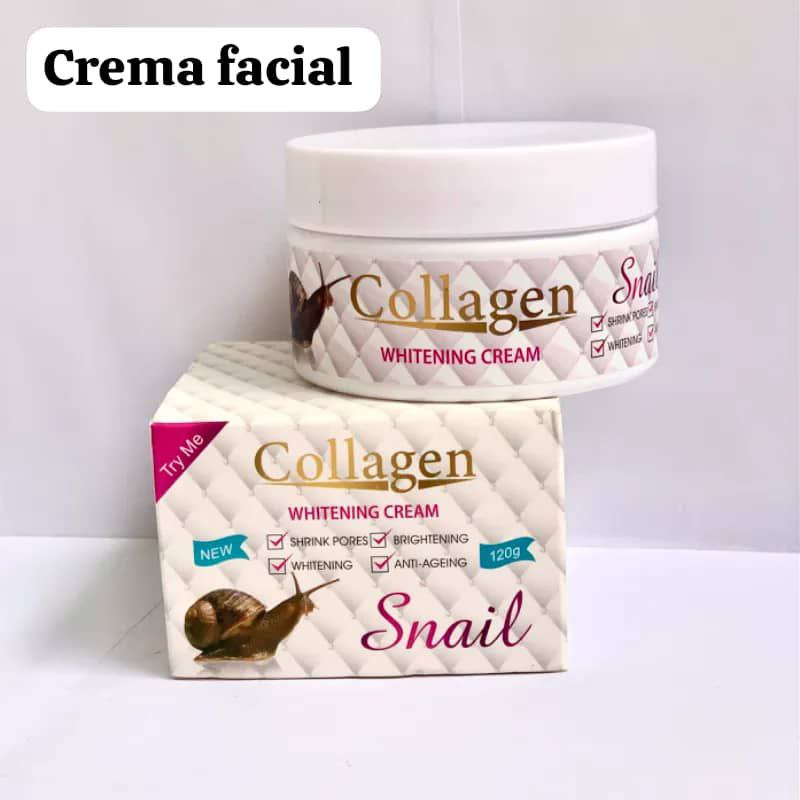 Crema facial
Collagen
WHITENING CREAM
Snail
SHRINK PORES
WHITENING
Try Me
Collagen
WHITENING CREAM
SHRINK PORES BRIGHTENING
WHITENING ANTI-AGEING
NEW
120g
Snail